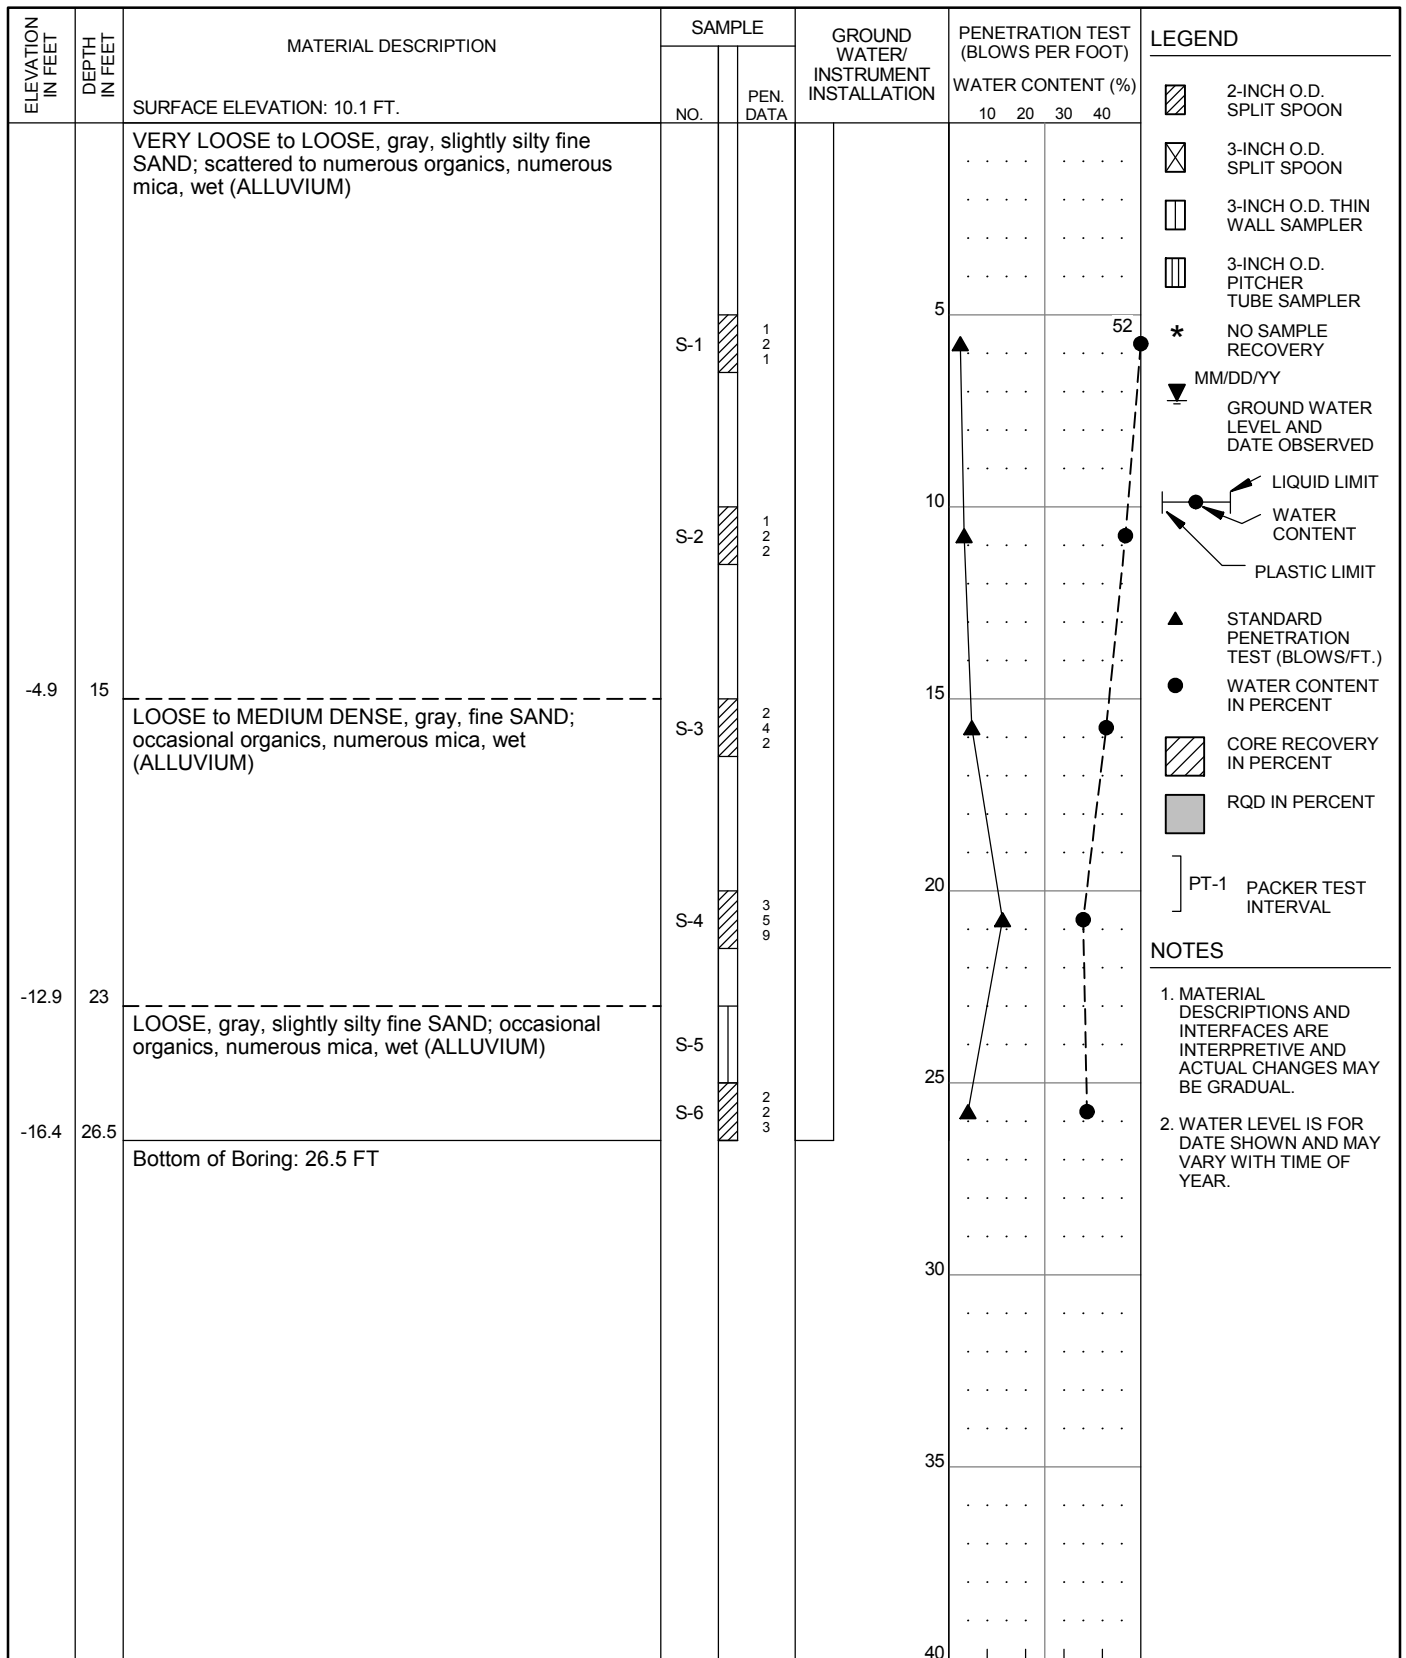 ELEVATION
IN FEET
DEPTH
IN FEET
MATERIAL DESCRIPTION
SURFACE ELEVATION: 10.1 FT.
SAMPLE
NO.
PEN.
DATA
GROUND
WATER/
INSTRUMENT
INSTALLATION
PENETRATION TEST
(BLOWS PER FOOT)
WATER CONTENT (%)
10 20 30 40
VERY LOOSE to LOOSE, gray, slightly silty fine
SAND; scattered to numerous organics, numerous
mica, wet (ALLUVIUM)
5
S-1
1
2
1
52
10
S-2
1
2
2
-4.9 15
15
LOOSE to MEDIUM DENSE, gray, fine SAND;
occasional organics, numerous mica, wet
(ALLUVIUM)
S-3
2
4
2
20
S-4
3
5
9
-12.9 23
LOOSE, gray, slightly silty fine SAND; occasional
organics, numerous mica, wet (ALLUVIUM)
S-5
25
S-6
2
2
3
-16.4 26.5
Bottom of Boring: 26.5 FT
30
35
40
LEGEND
2-INCH O.D.
SPLIT SPOON
3-INCH O.D.
SPLIT SPOON
3-INCH O.D. THIN
WALL SAMPLER
3-INCH O.D.
PITCHER
TUBE SAMPLER
* NO SAMPLE
RECOVERY
MM/DD/YY
GROUND WATER
LEVEL AND
DATE OBSERVED
LIQUID LIMIT
WATER
CONTENT
PLASTIC LIMIT
STANDARD
PENETRATION
TEST (BLOWS/FT.)
WATER CONTENT
IN PERCENT
CORE RECOVERY
IN PERCENT
RQD IN PERCENT
PT-1 PACKER TEST
INTERVAL
NOTES
1. MATERIAL
DESCRIPTIONS AND
INTERFACES ARE
INTERPRETIVE AND
ACTUAL CHANGES MAY
BE GRADUAL.
2. WATER LEVEL IS FOR
DATE SHOWN AND MAY
VARY WITH TIME OF
YEAR.